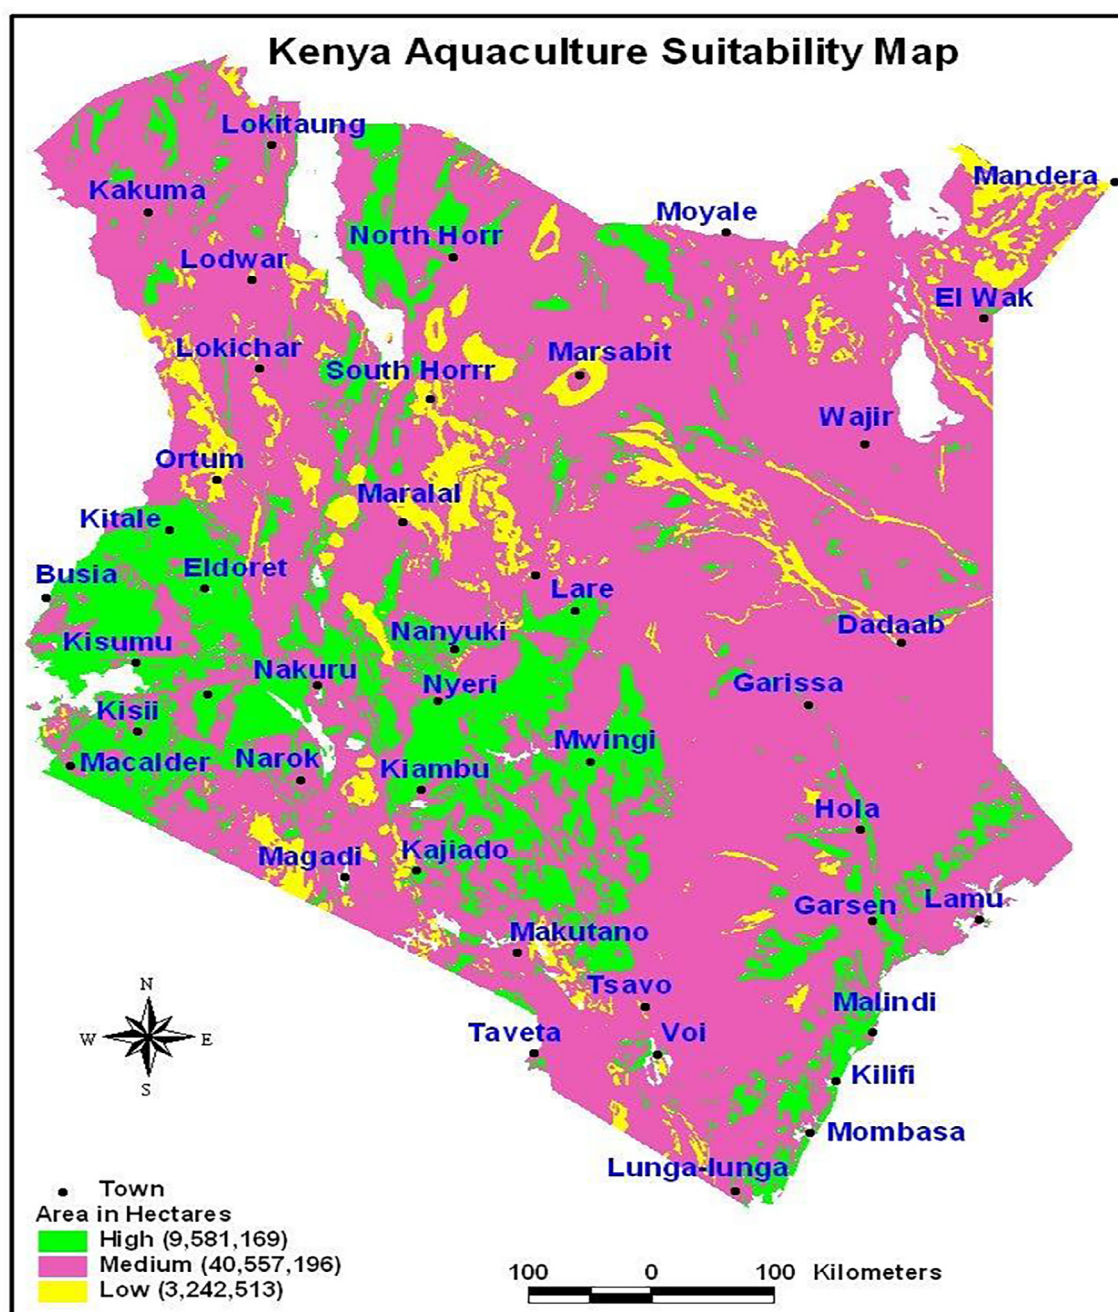 Kenya Aquaculture Suitability Map
Lokitaung
Mandera
Kakuma
Moyale
North Horr
Lodwar
El Wak
Lokichar
Marsabit
South Horrr
Wajir
Ortum
Maralal
Kitale
Eldoret
Busia
Lare
Nanyuki
Dadaab
Kisumu
Nakuru
Nyeri
Garissa
Kisii
Mwingi
Macalder
Narok
Kiambu
Hola
Magadi
Kajiado
Garsen
Lamu
Makutano
Tsavo
Malindi
Taveta
Voi
Kilifi
Mombasa
Lunga-lunga
N
W
E
S
Town
Area in Hectares
High (9,581,169)
Medium (40,557,196)
Low (3,242,513)
100 0 100 Kilometers